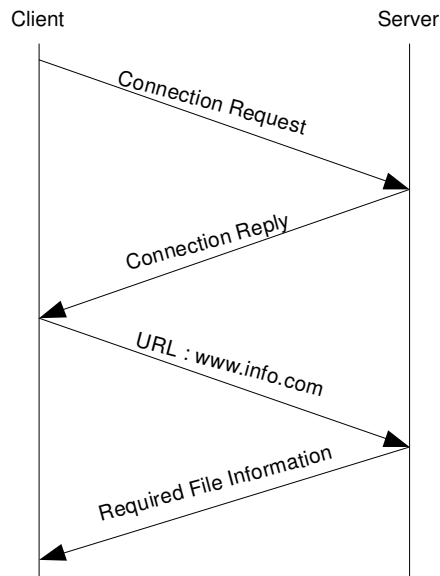 Client
Server
Connection Request
Connection Reply
URL : www.info.com
Required File Information